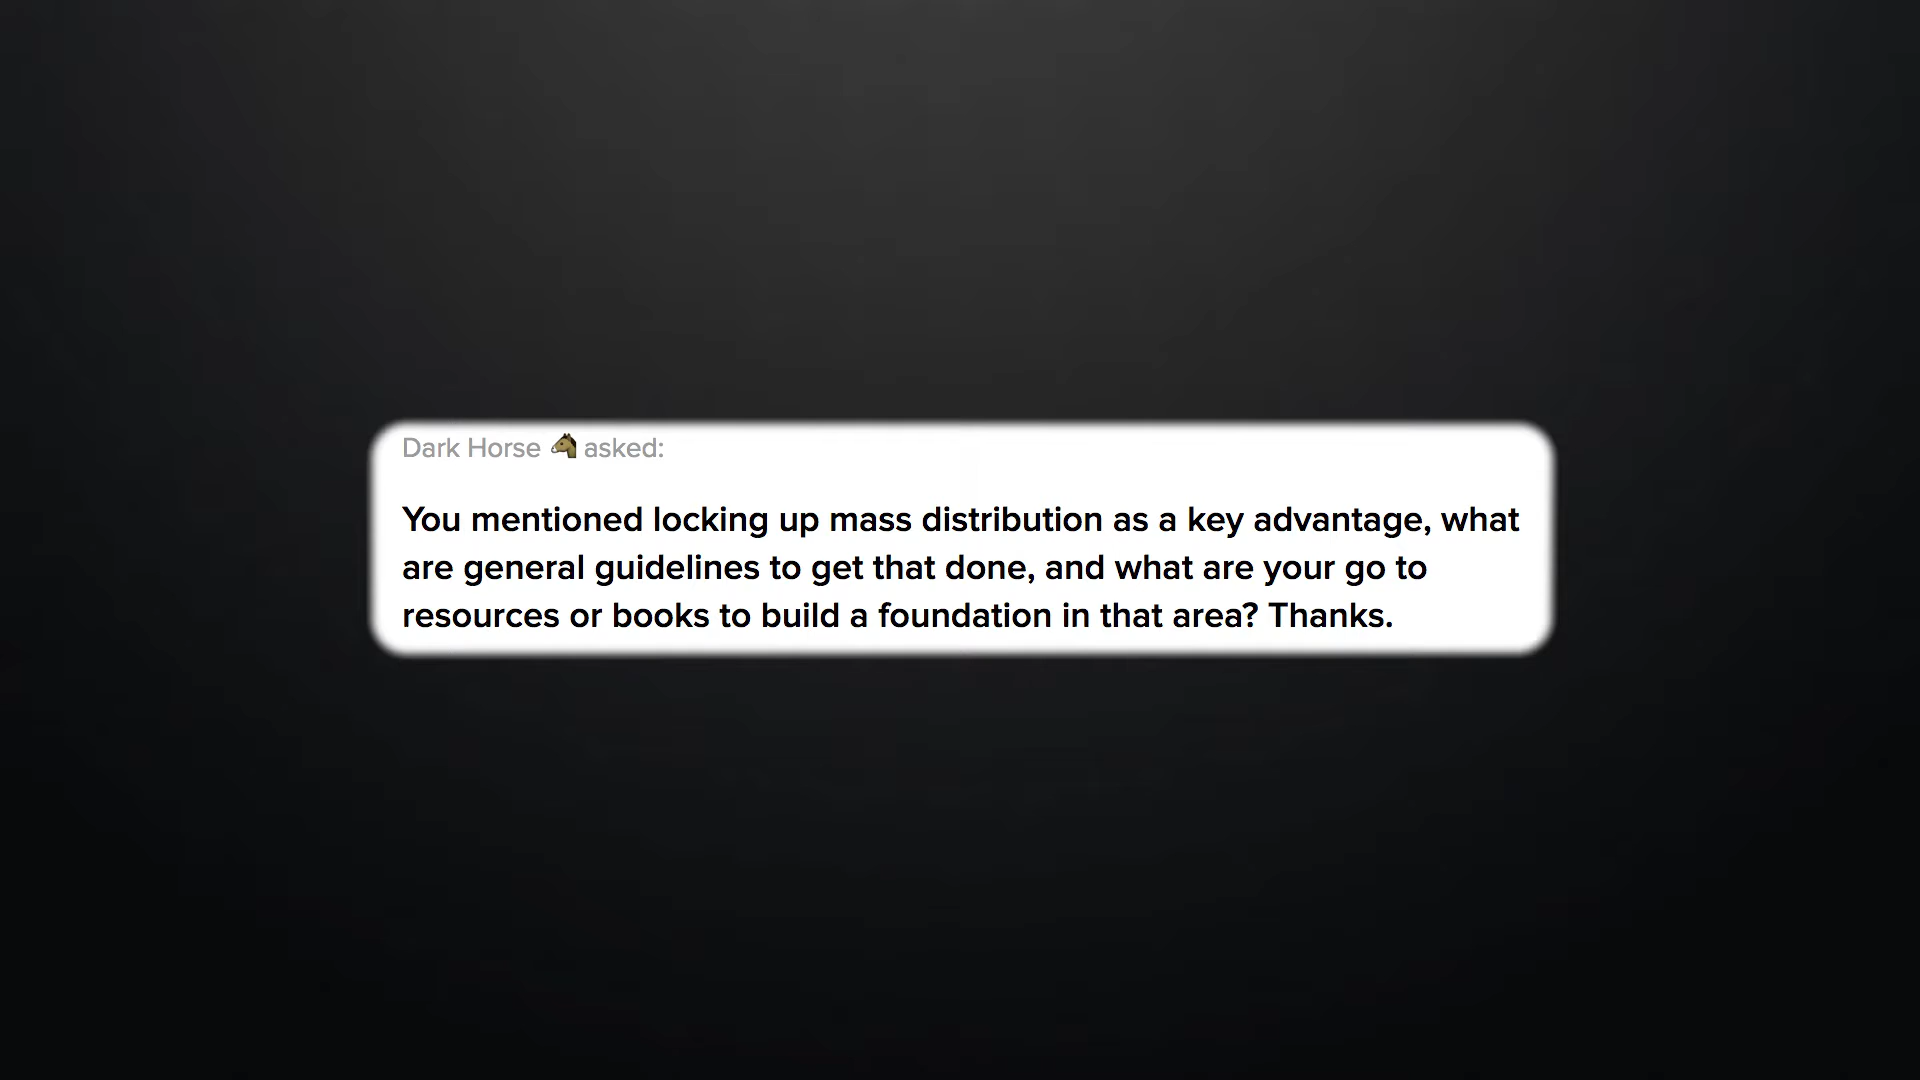 Dark Horse 🐴 asked:
You mentioned locking up mass distribution as a key advantage, what
are general guidelines to get that done, and what are your go to
resources or books to build a foundation in that area? Thanks.